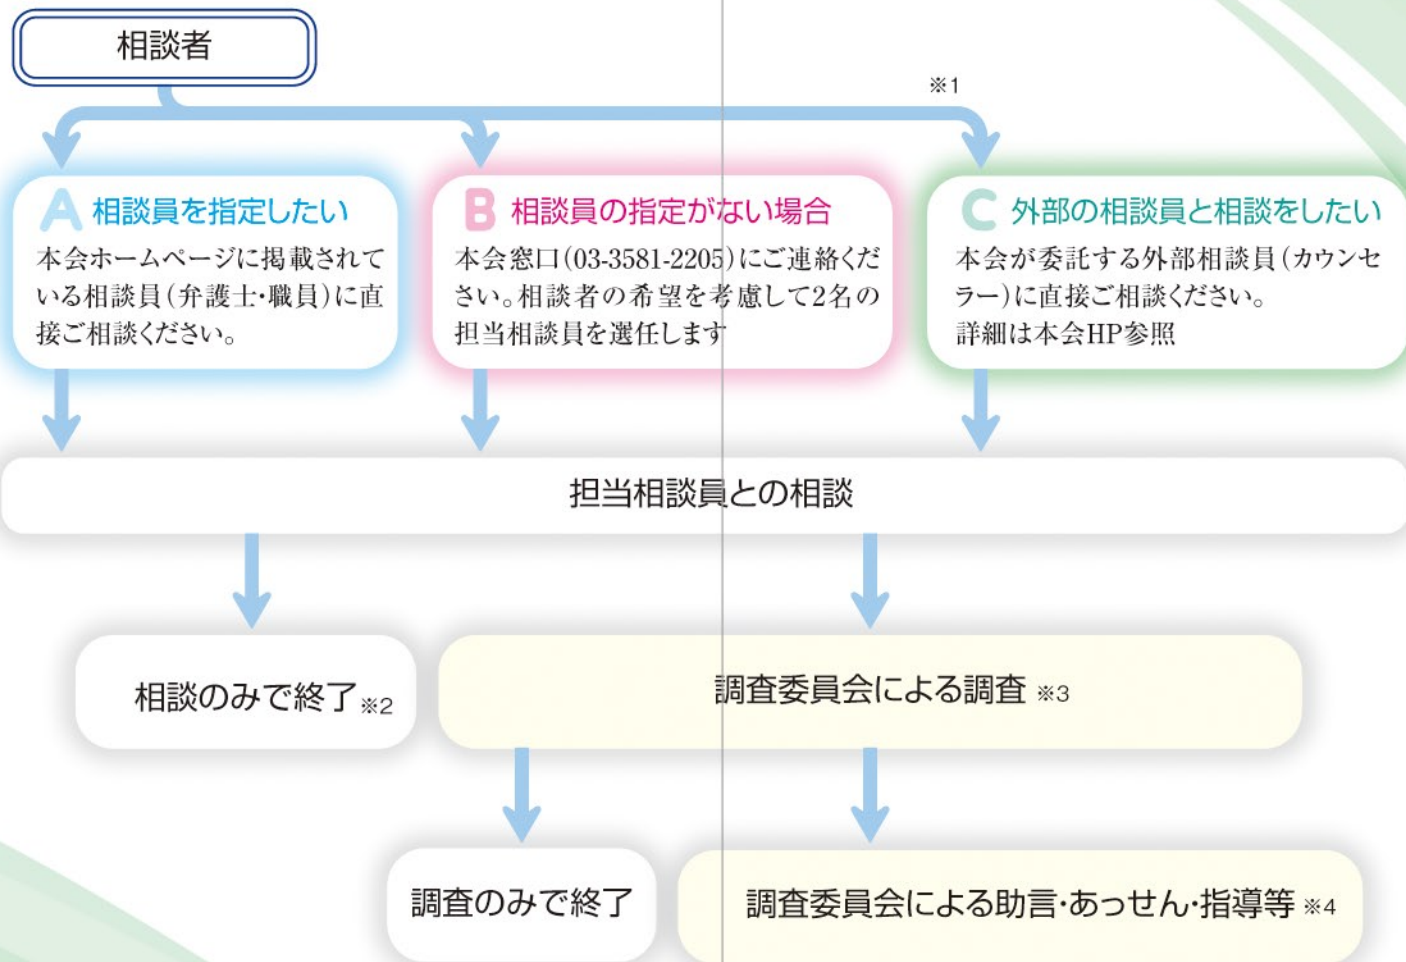 相談者
※1
A 相談員を指定したい
本会ホームページに掲載されて
いる相談員(弁護士・職員)に直
接ご相談ください。
B 相談員の指定がない場合
本会窓口(03-3581-2205)にご連絡くだ
さい。相談者の希望を考慮して2名の
担当相談員を選任します
C 外部の相談員と相談をしたい
本会が委託する外部相談員(カウンセ
ラー)に直接ご相談ください。
詳細は本会HP参照
担当相談員との相談
相談のみで終了※2
調査委員会による調査 ※3
調査のみで終了
調査委員会による助言・あっせん・指導等 ※4